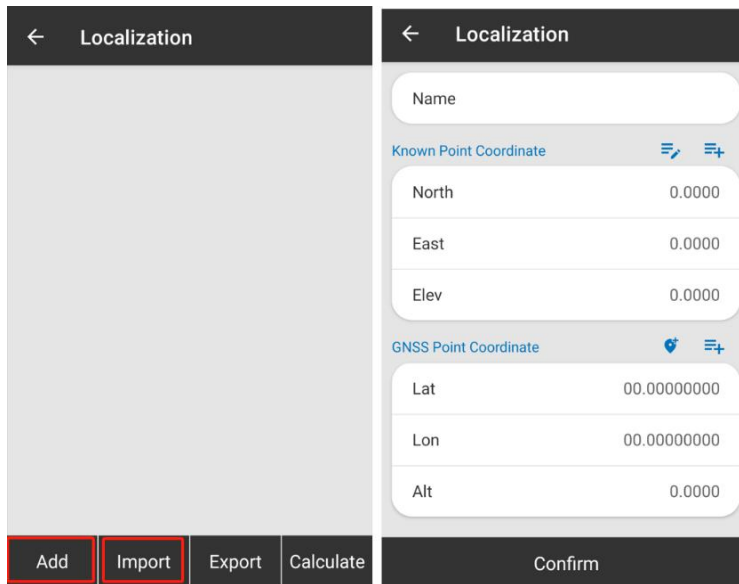 Localization
Add Import Export Calculate
Localization
Name
Known Point Coordinate
North 0.0000
East 0.0000
Elev 0.0000
GNSS Point Coordinate
Lat 00.00000000
Lon 00.00000000
Alt 0.0000
Confirm